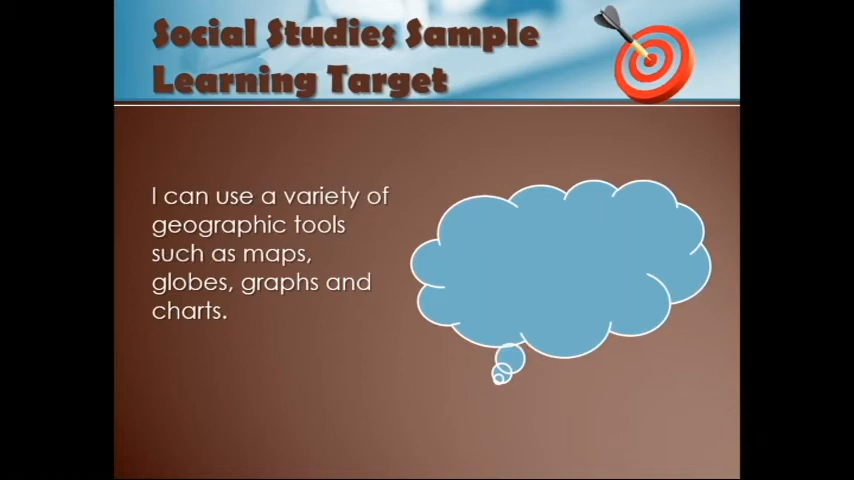 Social Studies Sample
Learning Target
I can use a variety of
geographic tools
such as maps,
globes, graphs and
charts.